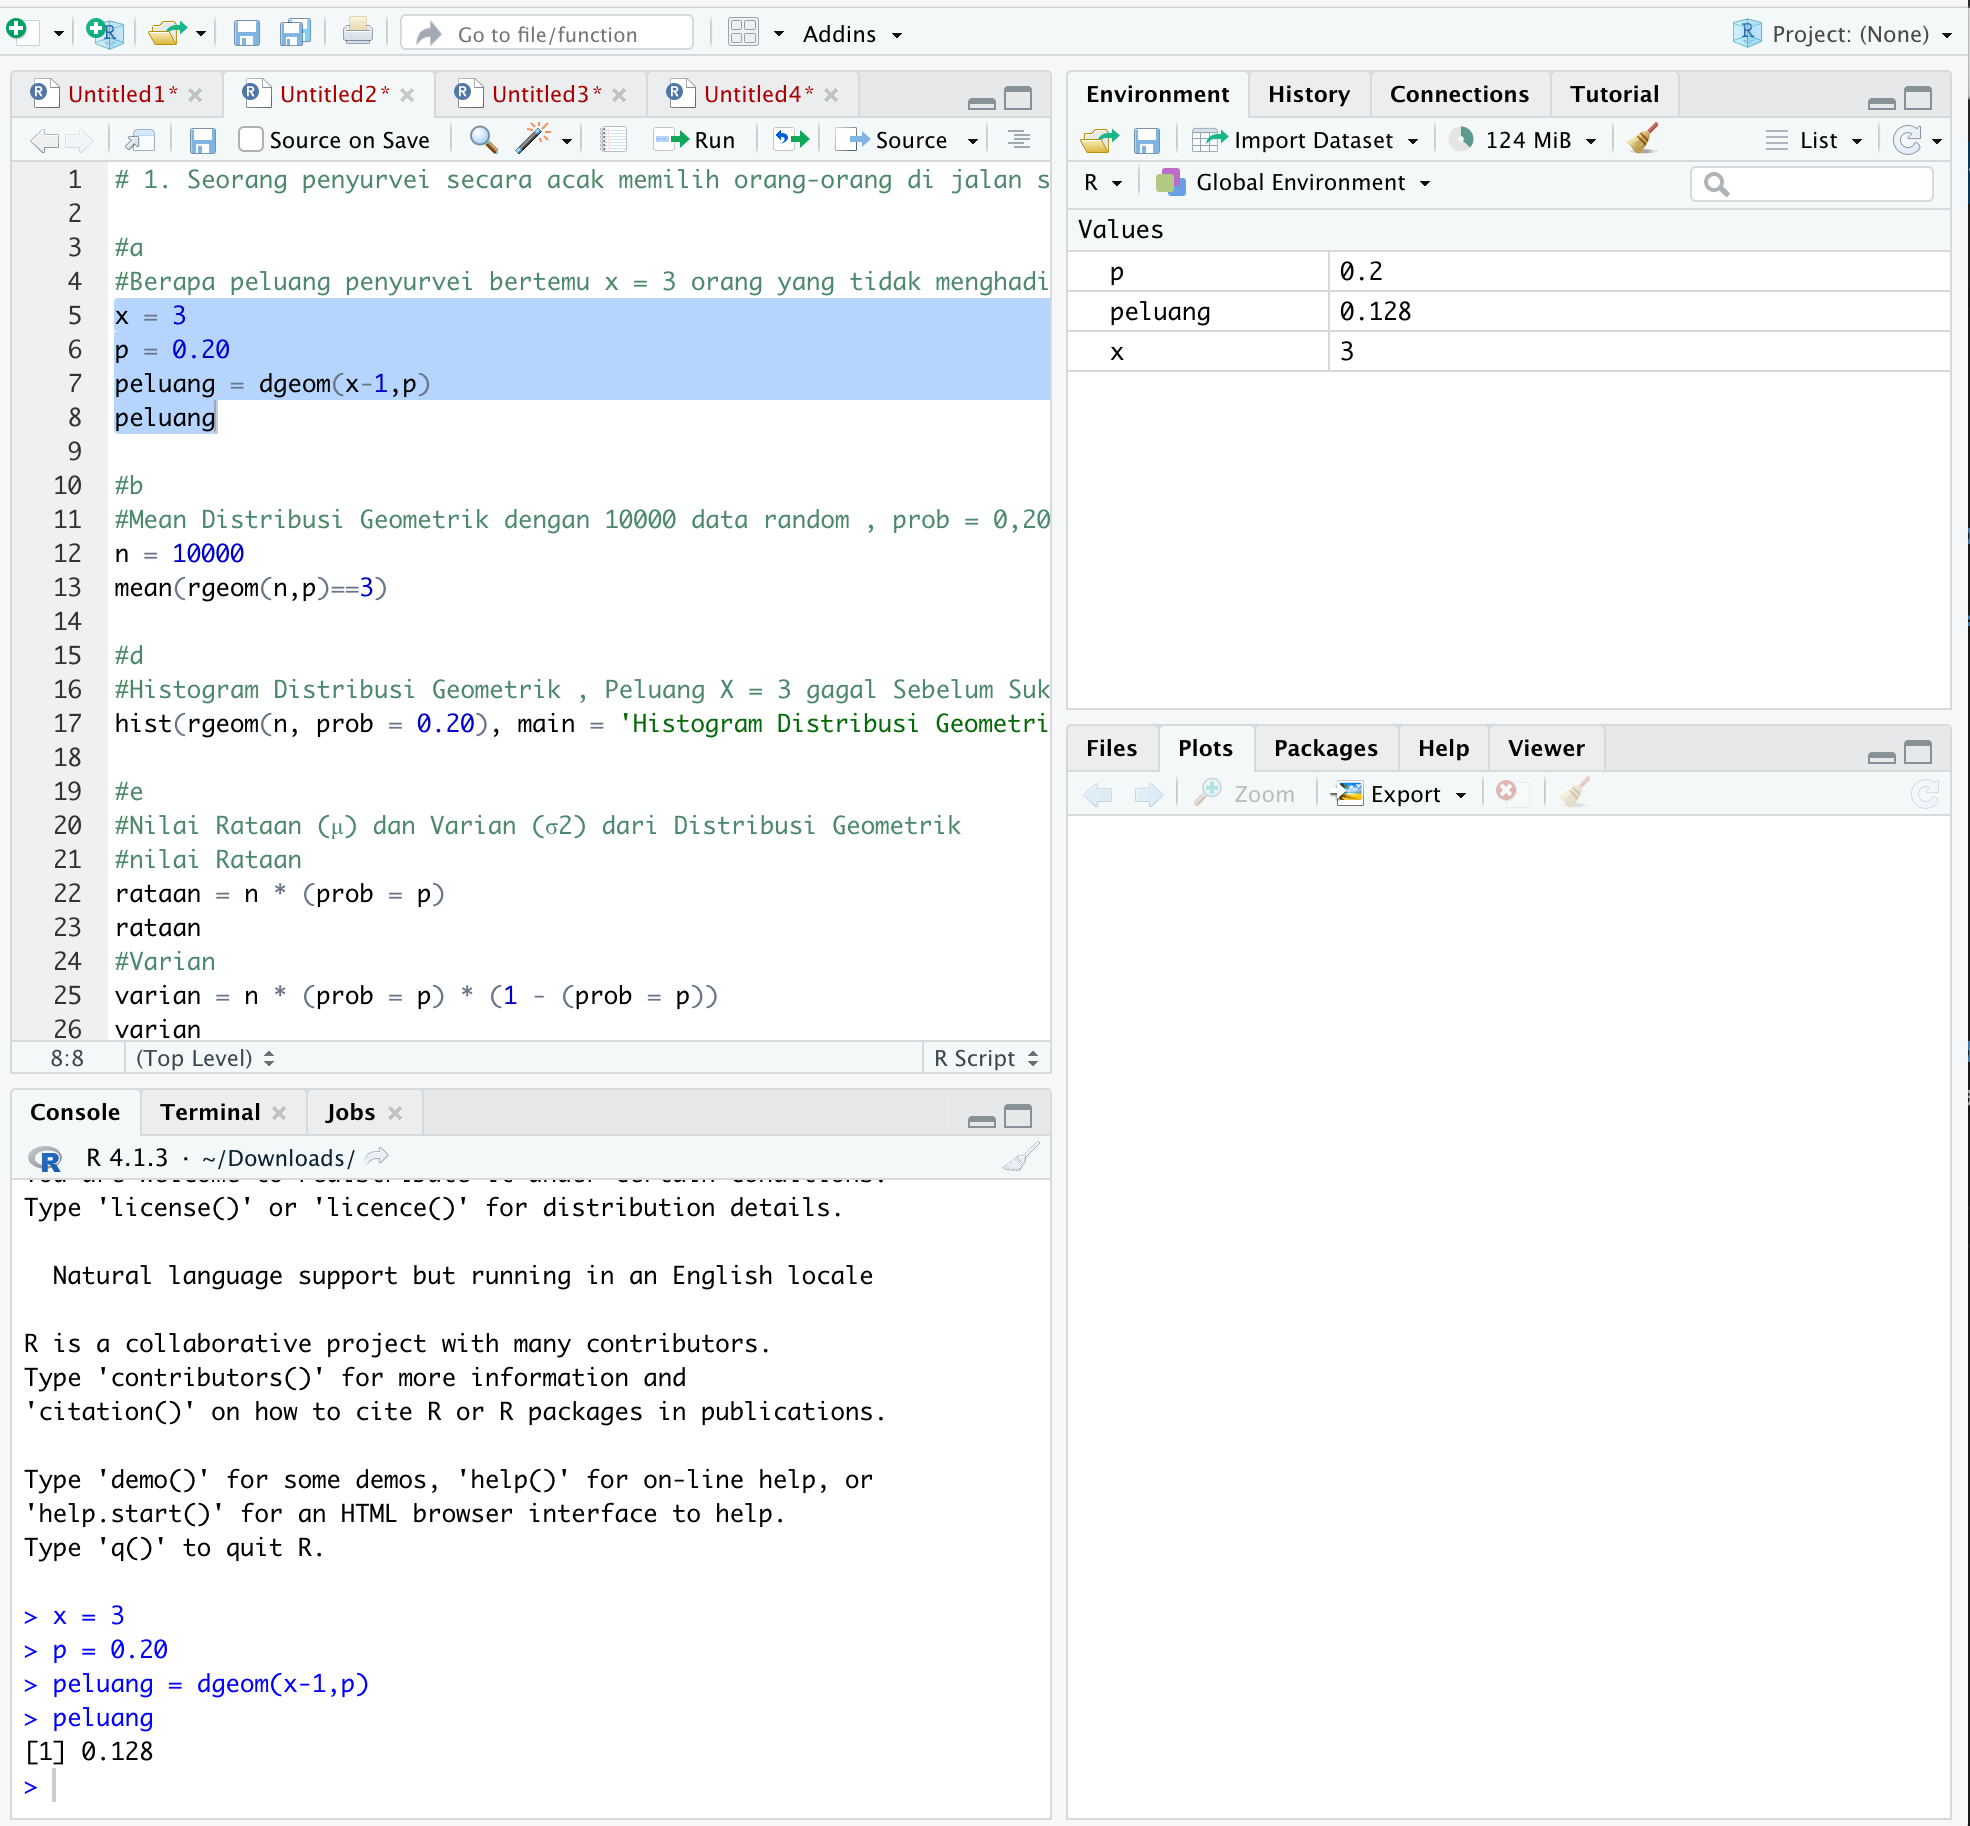 Go to file/function Addins Project: (None)
Untitled1* Untitled2* Untitled3* Untitled4*
Source on Save Run Source
1 # 1. Seorang penyurvei secara acak memilih orang-orang di jalan s
2
3 #a
4 #Berapa peluang penyurvei bertemu x = 3 orang yang tidak menghadi
5 x = 3
6 p = 0.20
7 peluang = dgeom(x-1,p)
8 peluang
9
10 #b
11 #Mean Distribusi Geometrik dengan 10000 data random , prob = 0,20
12 n = 10000
13 mean(rgeom(n,p)==3)
14
15 #d
16 #Histogram Distribusi Geometrik , Peluang X = 3 gagal Sebelum Suk
17 hist(rgeom(n, prob = 0.20), main = 'Histogram Distribusi Geometri
18
19 #e
20 #Nilai Rataan (μ) dan Varian (σ2) dari Distribusi Geometrik
21 #nilai Rataan
22 rataan = n * (prob = p)
23 rataan
24 #Varian
25 varian = n * (prob = p) * (1 - (prob = p))
26 varian
8:8 (Top Level) R Script
Console Terminal Jobs
R 4.1.3 · ~/Downloads/
You are welcome to redistribute it under certain conditions.
Type 'license()' or 'licence()' for distribution details.
Natural language support but running in an English locale
R is a collaborative project with many contributors.
Type 'contributors()' for more information and
'citation()' on how to cite R or R packages in publications.
Type 'demo()' for some demos, 'help()' for on-line help, or
'help.start()' for an HTML browser interface to help.
Type 'q()' to quit R.
> x = 3
> p = 0.20
> peluang = dgeom(x-1,p)
> peluang
[1] 0.128
>
Environment History Connections Tutorial
Import Dataset 124 MiB List
R Global Environment
Values
p 0.2
peluang 0.128
x 3
Files Plots Packages Help Viewer
Zoom Export